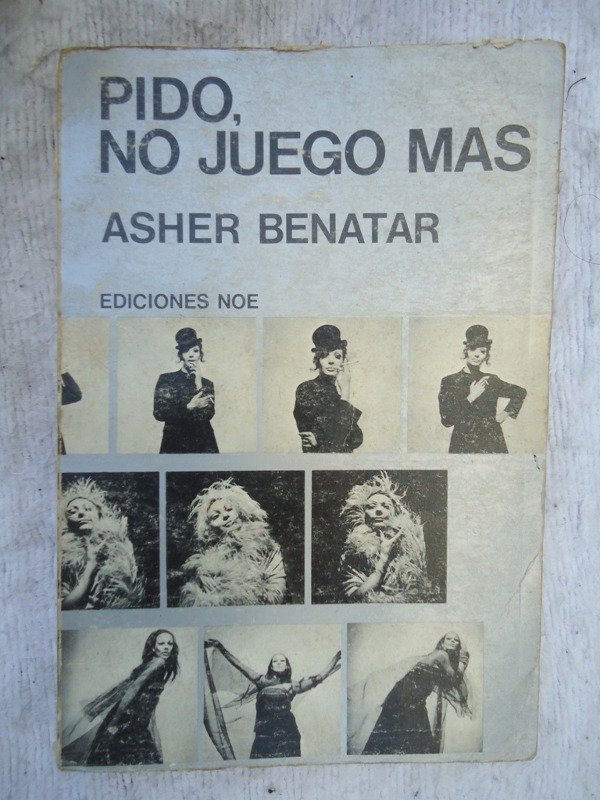 PIDO,
NO JUEGO MAS
ASHER BENATAR
EDICIONES NOE